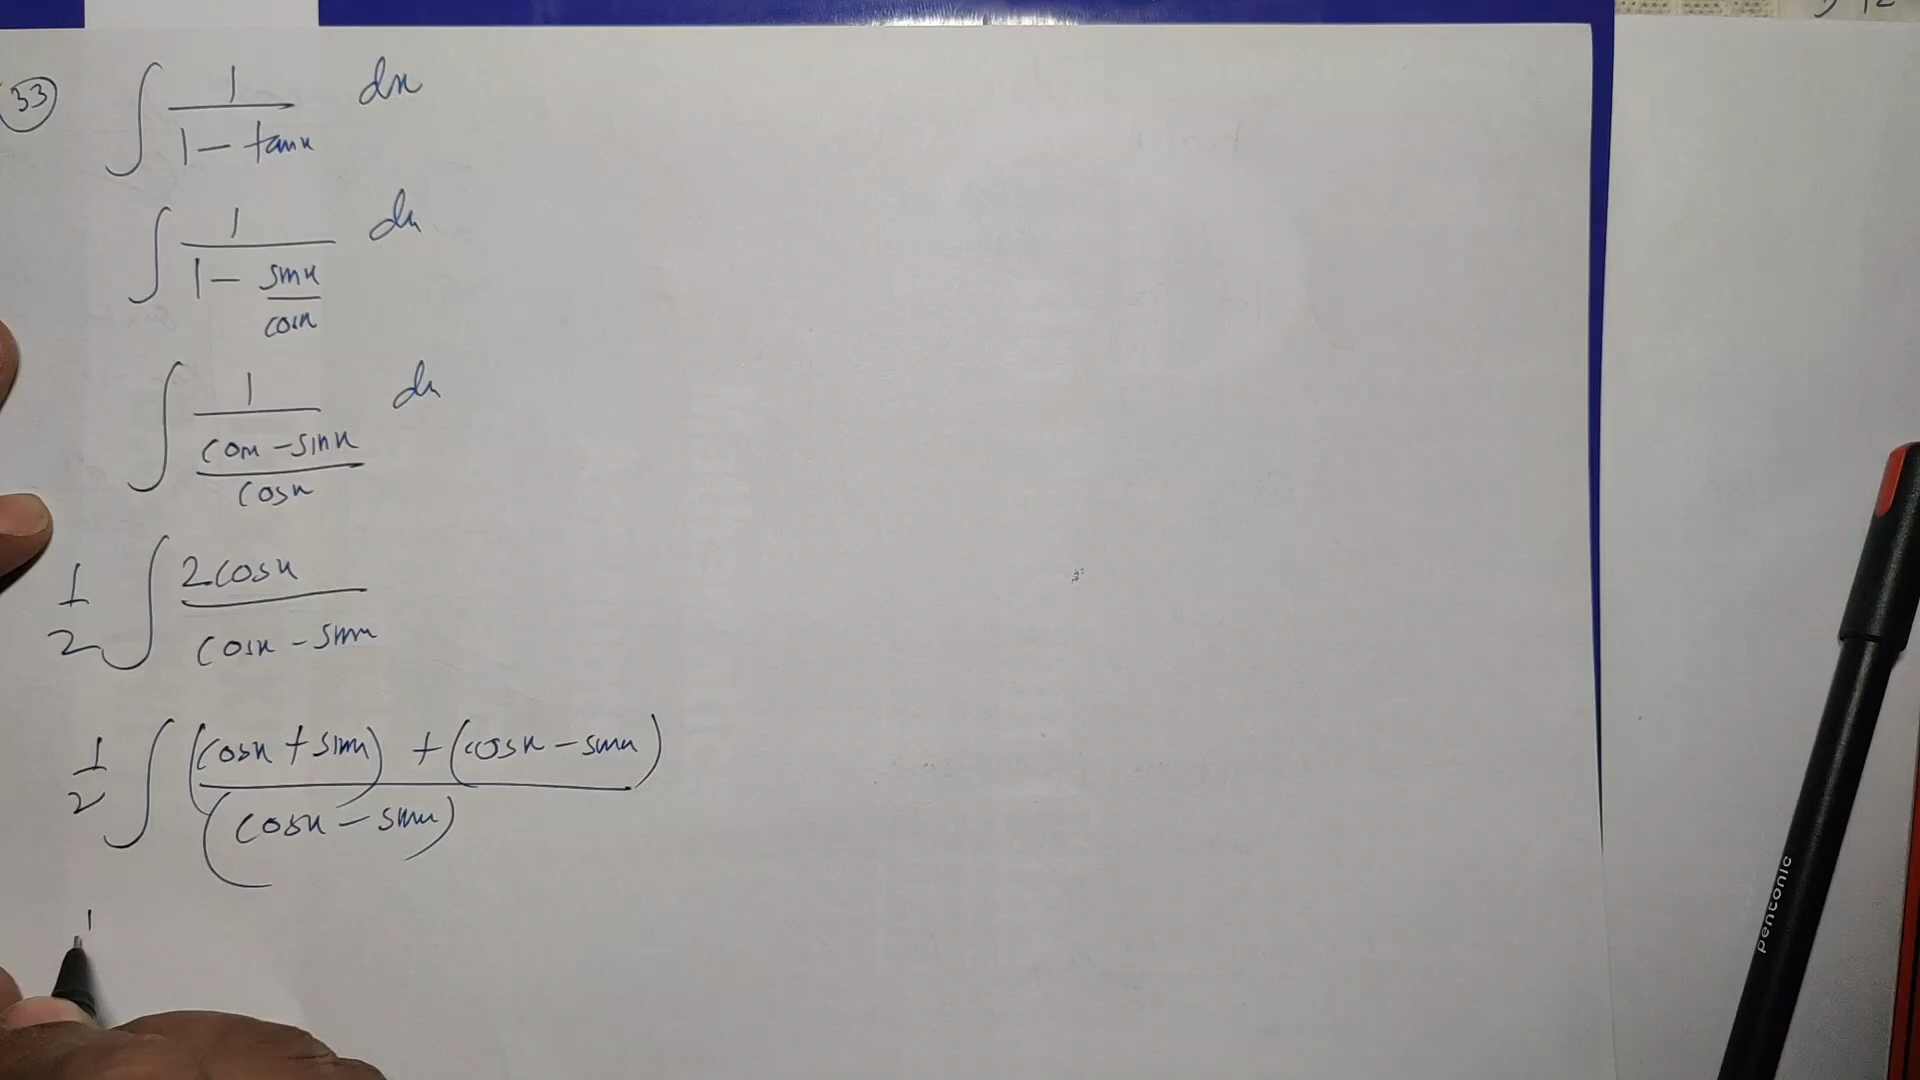 33 ∫ 1 / (1 - tanx) dx
∫ 1 / (1 - sinx / cosx) dx
∫ 1 / ((cosx - sinx) / cosx) dx
1/2 ∫ 2cosx / (cosx - sinx)
1/2 ∫ ((cosx + sinx) + (cosx - sinx)) / (cosx - sinx)
1
pentonic